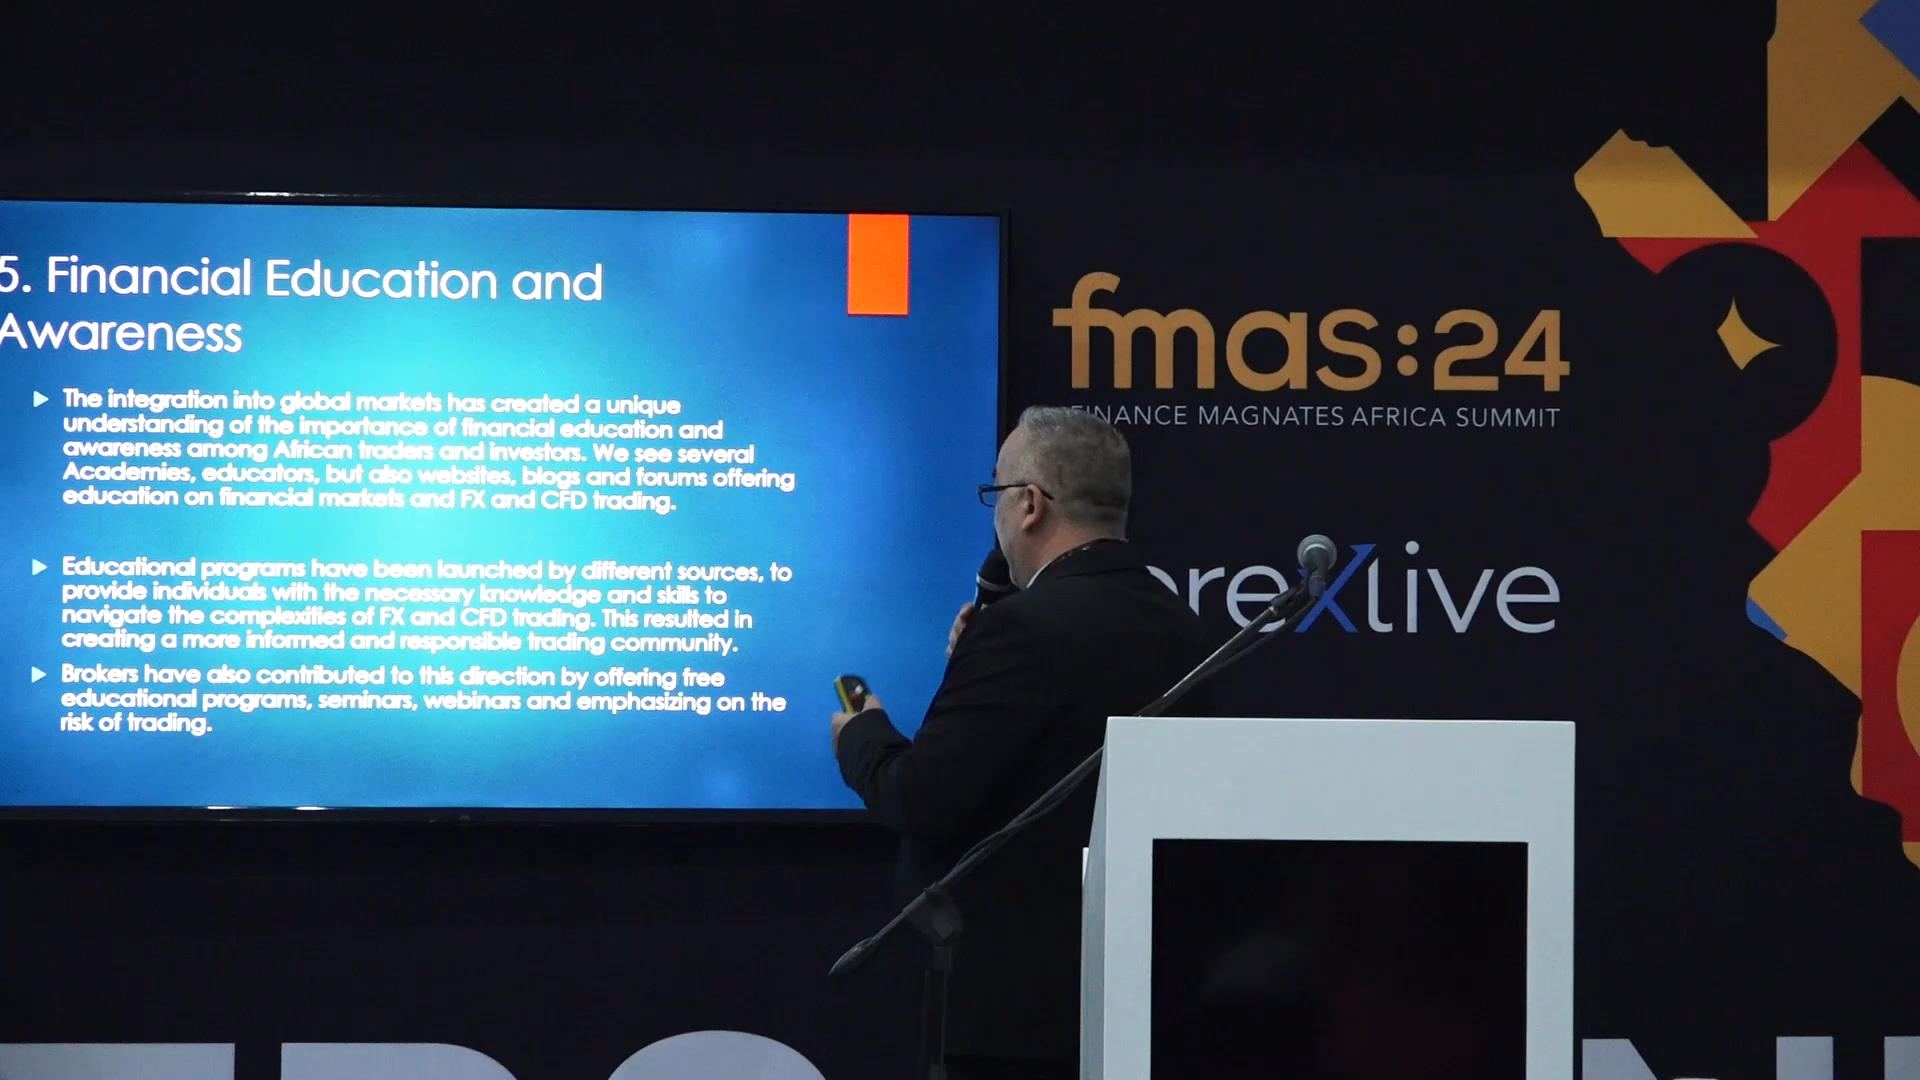 5. Financial Education and
Awareness
The integration into global markets has created a unique
understanding of the importance of financial education and
awareness among African traders and investors. We see several
Academies, educators, but also websites, blogs and forums offering
education on financial markets and FX and CFD trading.
Educational programs have been launched by different sources, to
provide individuals with the necessary knowledge and skills to
navigate the complexities of FX and CFD trading. This resulted in
creating a more informed and responsible trading community.
Brokers have also contributed to this direction by offering free
educational programs, seminars, webinars and emphasizing on the
risk of trading.
fmas:24
FINANCE MAGNATES AFRICA SUMMIT
orexlive